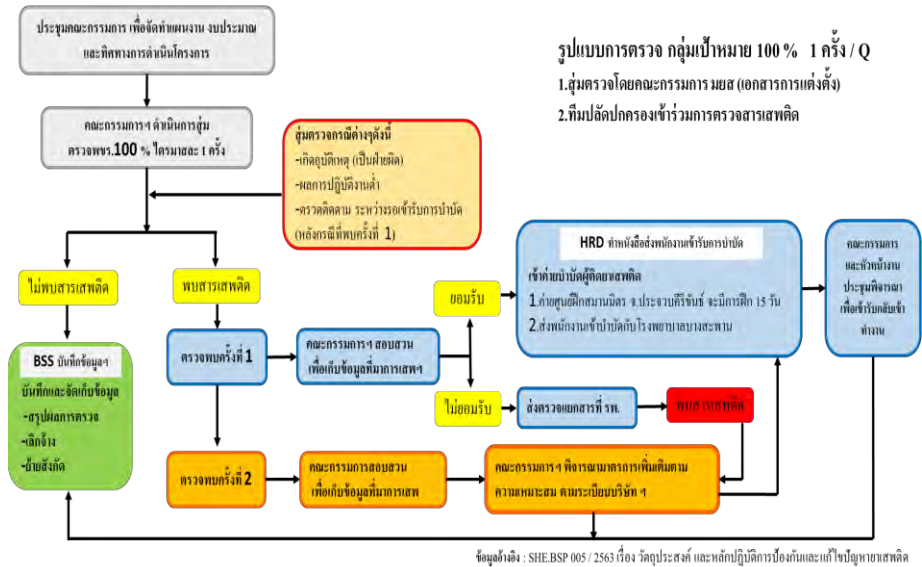 ประชุมคณะกรรมการ เพื่อจัดทำแผนงาน งบประมาณ
และทิศทางการดำเนินโครงการ
รูปแบบการตรวจ กลุ่มเป้าหมาย 100 % 1 ครั้ง / Q
1.สุ่มตรวจโดยคณะกรรมการ มยส (เอกสารการแต่งตั้ง)
2.ทีมปลัดปกครองเข้าร่วมการตรวจสารเสพติด
คณะกรรมการฯ ดำเนินการสุ่ม
ตรวจพขร.100 % ไตรมาสละ 1 ครั้ง
สุ่มตรวจกรณีต่างๆดังนี้
-เกิดอุบัติเหตุ (เป็นฝ่ายผิด)
-ผลการปฎิบัติงานต่ำ
-ตรวดติดตาม ระหว่างรอเข้ารับการบำบัด
(หลังกรณีที่พบครั้งที่ 1)
ไม่พบสารเสพติด
พบสารเสพติด
ยอมรับ
HRD ทำหนังสือส่งพนักงานเข้ารับการบำบัด
เข้าค่ายบำบัดผู้ติดยาเสพติด
1.ค่ายศูนย์ฝึกสมานมิตร จ.ประจวบคีรีขันธ์ จะมีการฝึก 15 วัน
2.ส่งพนักงานเข้าบำบัดกับโรงพยาบาลบางสะพาน
คณะกรรมการ
และหัวหน้างาน
ประชุมพิจารณา
เพื่อเข้ารับกลับเข้า
ทำงาน
BSS บันทึกข้อมูลฯ
บันทึกและจัดเก็บข้อมูล
-สรุปผลการตรวจ
-เลิกจ้าง
-ย้ายสังกัด
ตรวจพบครั้งที่ 1
คณะกรรมการฯ สอบสวน
เพื่อเก็บข้อมูลที่มาการเสพฯ
ไม่ยอมรับ
ส่งตรวจแยกสารที่ รพ.
พบสารเสพติด
ตรวจพบครั้งที่ 2
คณะกรรมการสอบสวน
เพื่อเก็บข้อมูลที่มาการเสพ
คณะกรรมการฯ พิจารณามาตรการเพิ่มเติมตาม
ความเหมาะสม ตามระเบียบบริษัท ฯ
ข้อมูลอ้างอิง : SHE.BSP 005 / 2563 เรื่อง วัตถุประสงค์ และหลักปฏิบัติการป้องกันและแก้ไขปัญหายาเสพติด